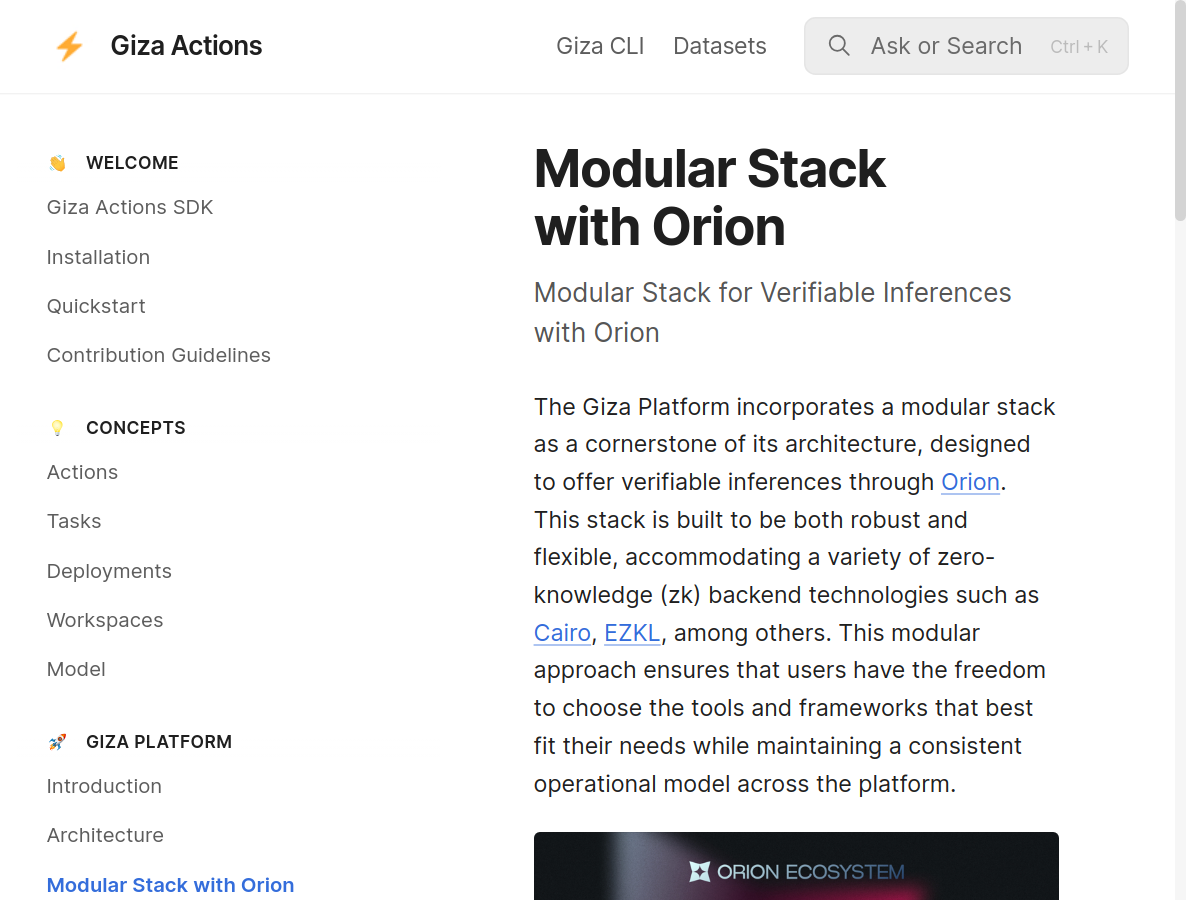 Giza Actions
Giza CLI
Datasets
Ask or Search
Ctrl + K
WELCOME
Giza Actions SDK
Installation
Quickstart
Contribution Guidelines
CONCEPTS
Actions
Tasks
Deployments
Workspaces
Model
GIZA PLATFORM
Introduction
Architecture
Modular Stack with Orion
Modular Stack
with Orion
Modular Stack for Verifiable Inferences
with Orion
The Giza Platform incorporates a modular stack
as a cornerstone of its architecture, designed
to offer verifiable inferences through Orion.
This stack is built to be both robust and
flexible, accommodating a variety of zero-
knowledge (zk) backend technologies such as
Cairo, EZKL, among others. This modular
approach ensures that users have the freedom
to choose the tools and frameworks that best
fit their needs while maintaining a consistent
operational model across the platform.
ORION ECOSYSTEM